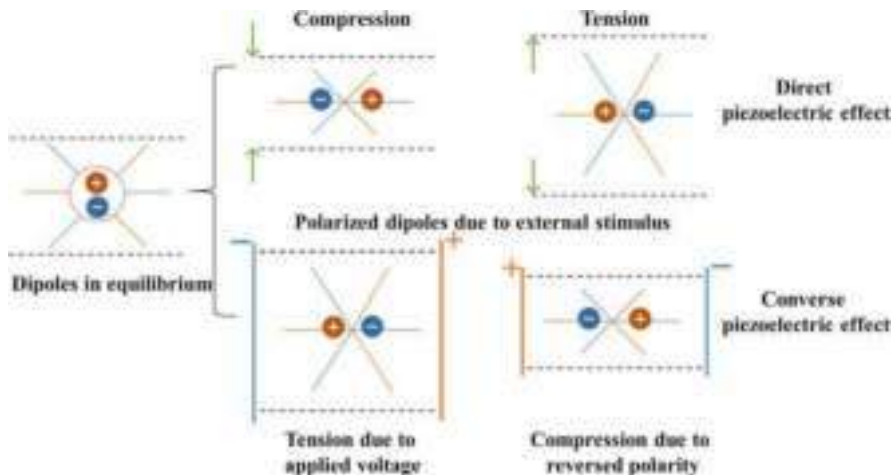 Compression
Tension
Direct
piezoelectric effect
Dipoles in equilibrium
Polarized dipoles due to external stimulus
Converse
piezoelectric effect
Tension due to
applied voltage
Compression due to
reversed polarity